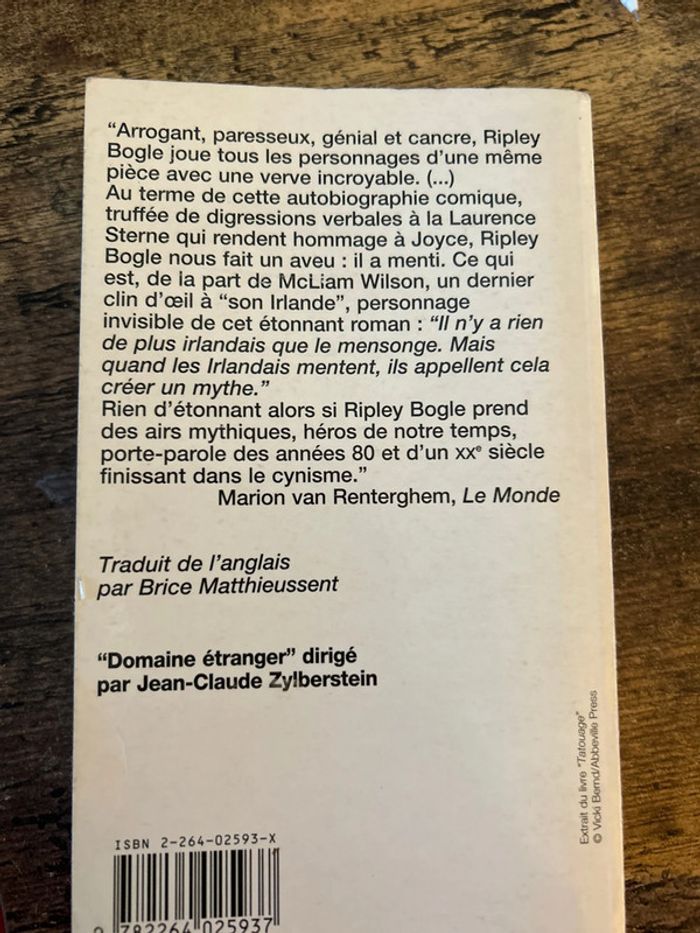 “Arrogant, paresseux, génial et cancre, Ripley
Bogle joue tous les personnages d’une même
pièce avec une verve incroyable. (...)
Au terme de cette autobiographie comique,
truffée de digressions verbales à la Laurence
Sterne qui rendent hommage à Joyce, Ripley
Bogle nous fait un aveu : il a menti. Ce qui
est, de la part de McLiam Wilson, un dernier
clin d’œil à “son Irlande”, personnage
invisible de cet étonnant roman : “Il n’y a rien
de plus irlandais que le mensonge. Mais
quand les Irlandais mentent, ils appellent cela
créer un mythe.”
Rien d’étonnant alors si Ripley Bogle prend
des airs mythiques, héros de notre temps,
porte-parole des années 80 et d’un XXe siècle
finissant dans le cynisme.”
Marion van Renterghem, Le Monde
Traduit de l’anglais
par Brice Matthieussent
“Domaine étranger” dirigé
par Jean-Claude Zylberstein
Extrait du livre “Tatouage”
© Vicki Bernd/Abbeville Press
ISBN 2-264-02593-X
9 782264 025937